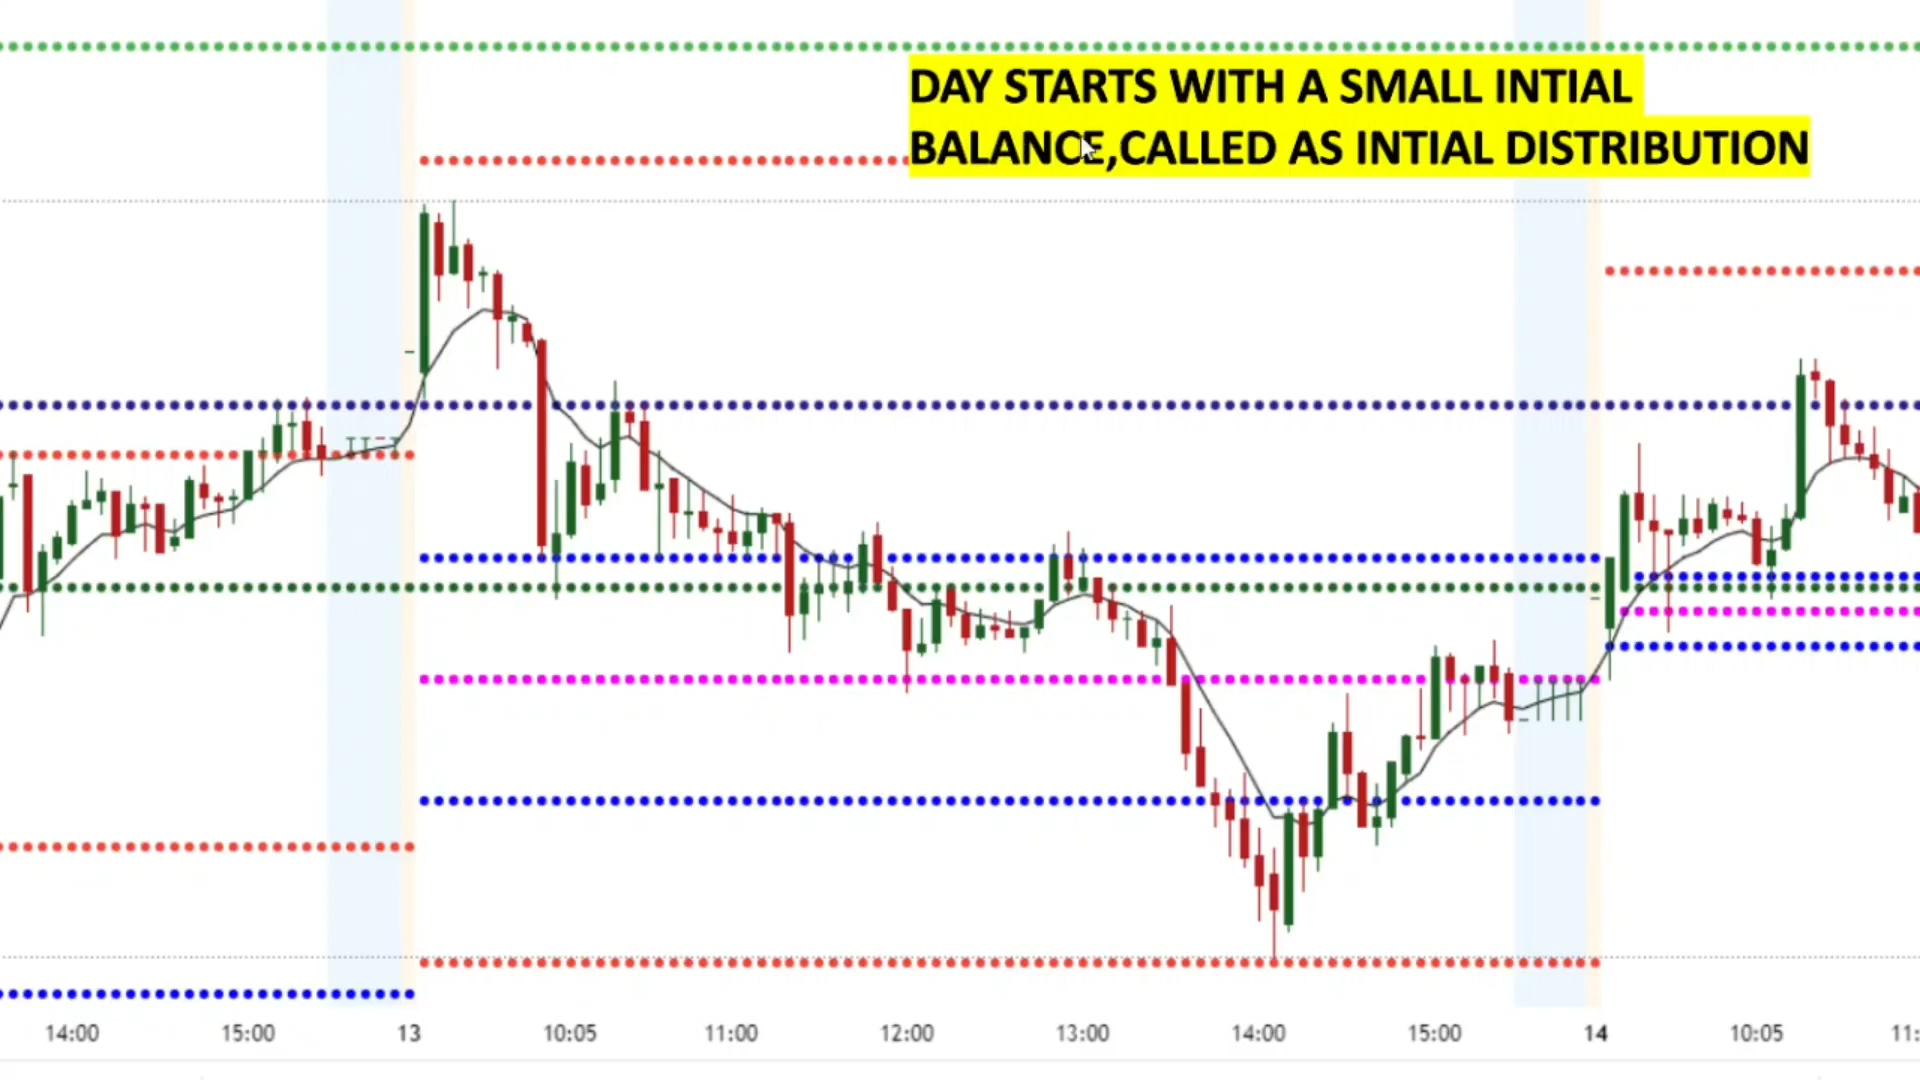 DAY STARTS WITH A SMALL INTIAL
BALANCE,CALLED AS INTIAL DISTRIBUTION
14:00 15:00 13 10:05 11:00 12:00 13:00 14:00 15:00 14 10:05 11: